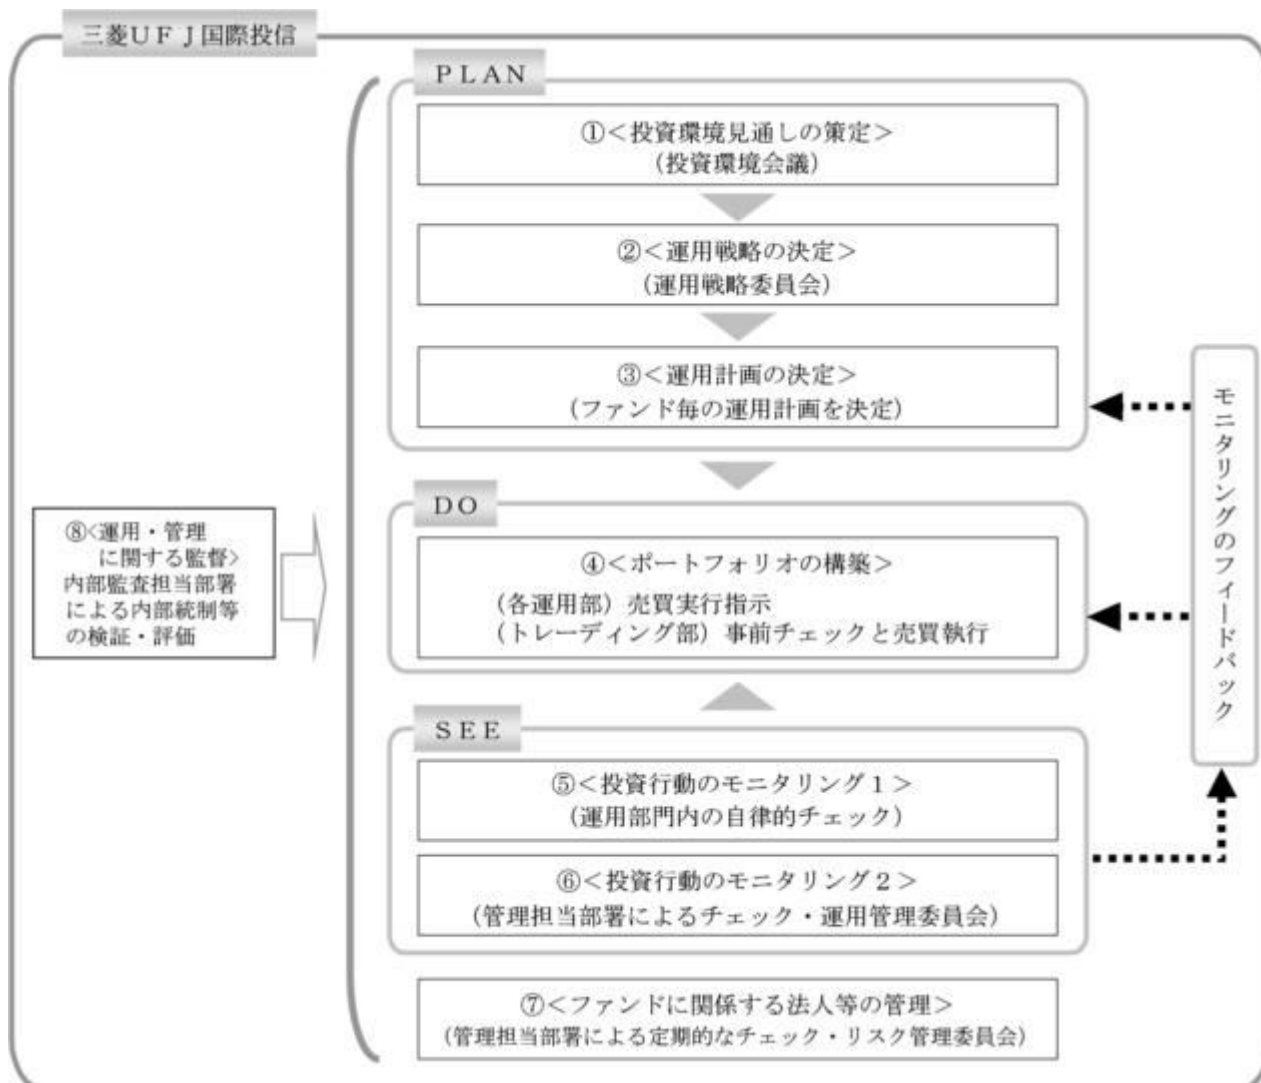 三菱ＵＦＪ国際投信
ＰＬＡＮ
①＜投資環境見通しの策定＞
（投資環境会議）
②＜運用戦略の決定＞
（運用戦略委員会）
③＜運用計画の決定＞
（ファンド毎の運用計画を決定）
ＤＯ
④＜ポートフォリオの構築＞
（各運用部）売買実行指示
（トレーディング部）事前チェックと売買執行
ＳＥＥ
⑤＜投資行動のモニタリング１＞
（運用部門内の自律的チェック）
⑥＜投資行動のモニタリング２＞
（管理担当部署によるチェック・運用管理委員会）
⑦＜ファンドに関係する法人等の管理＞
（管理担当部署による定期的なチェック・リスク管理委員会）
⑧<運用・管理
に関する監督>
内部監査担当部署
による内部統制等
の検証・評価
モニタリングのフィードバック